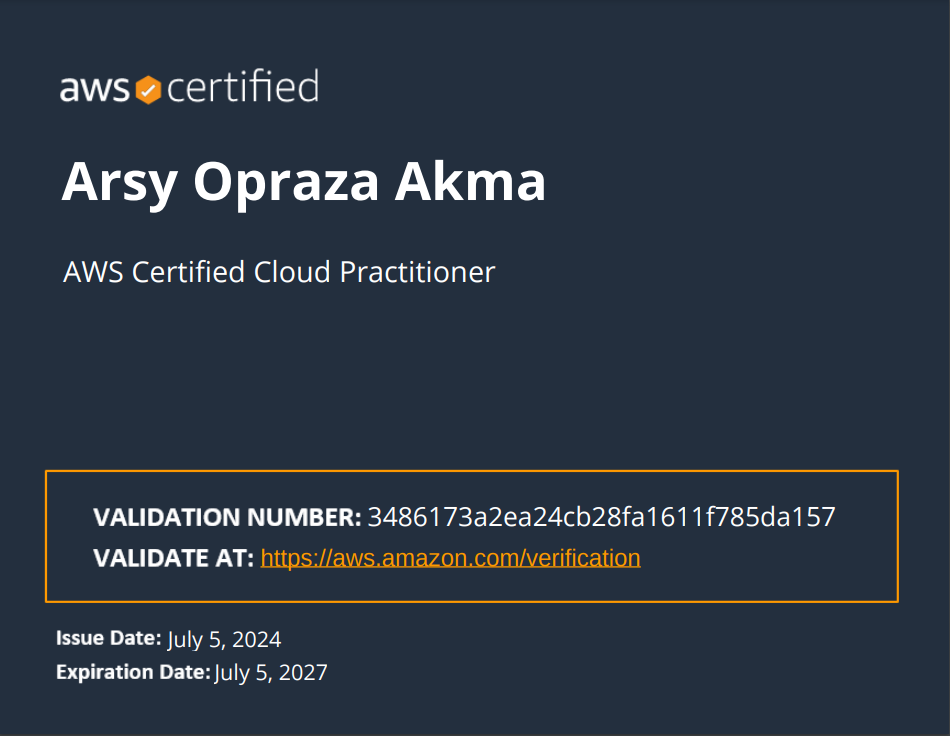 aws certified
Arsy Opraza Akma
AWS Certified Cloud Practitioner
VALIDATION NUMBER: 3486173a2ea24cb28fa1611f785da157
VALIDATE AT: https://aws.amazon.com/verification
Issue Date: July 5, 2024
Expiration Date: July 5, 2027